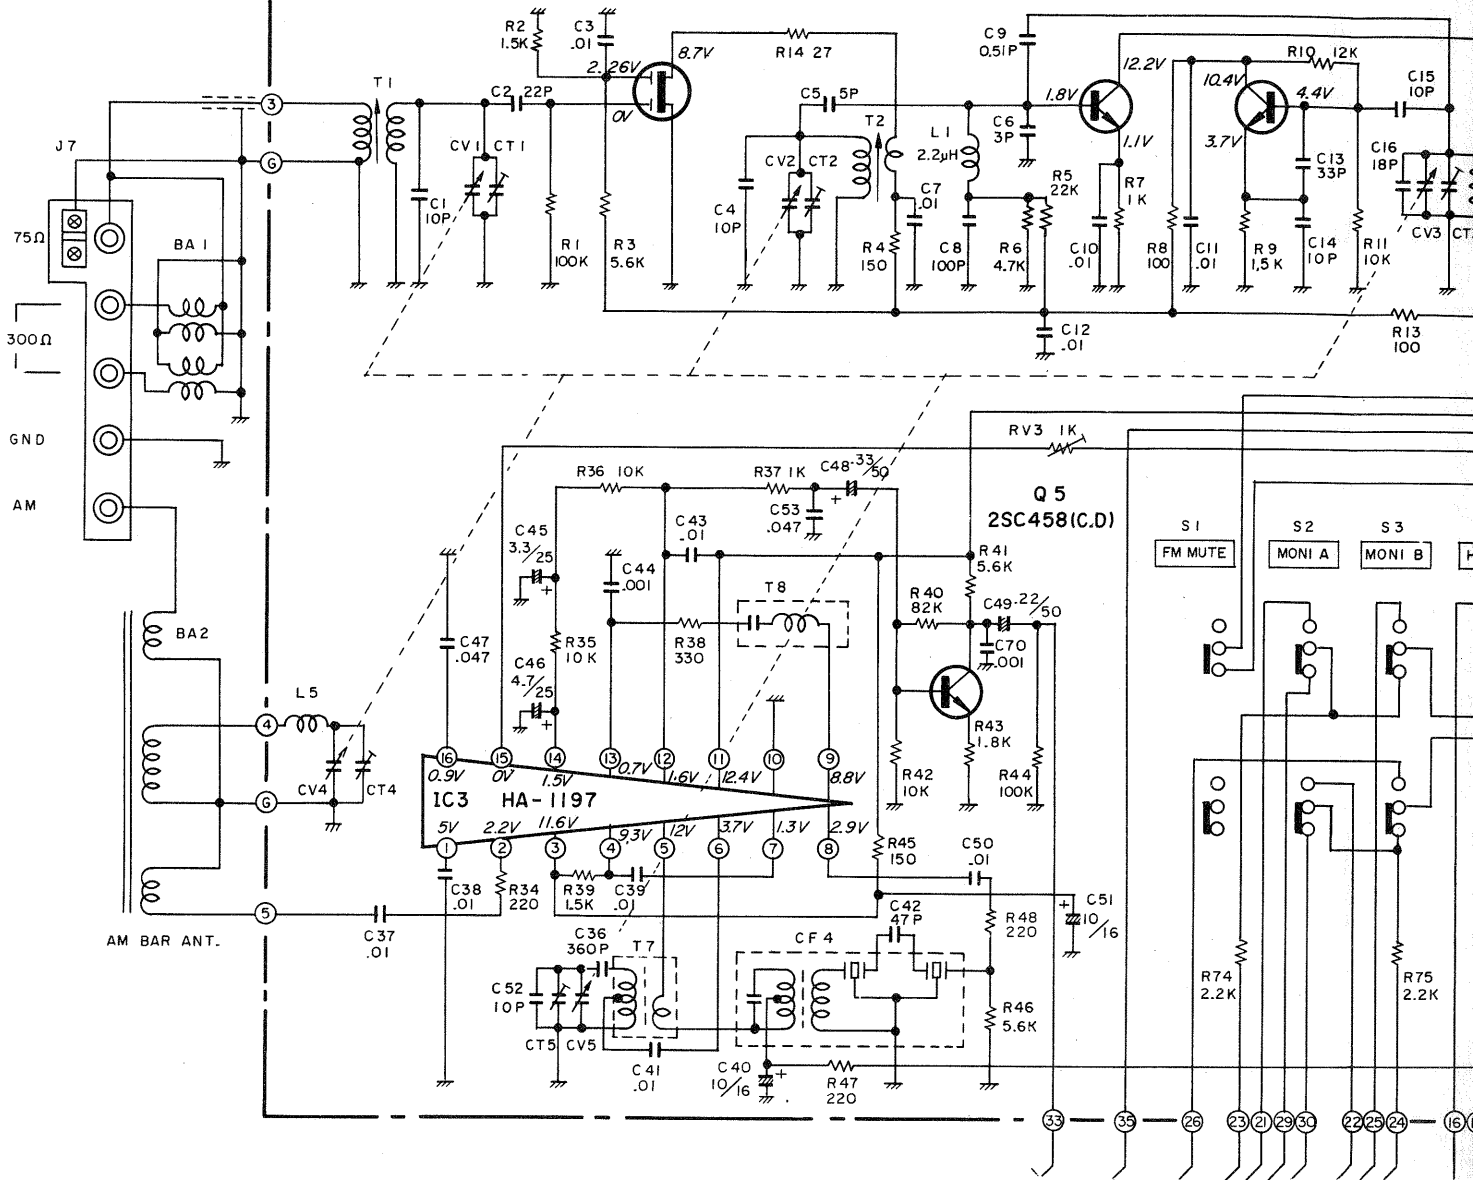 R2
1.5K
C3
.01
2.26V
8.7V
R14 27
C9
0.51P
12.2V
R10 12K
10.4V
4.4V
C15
10P
T1
C2 22P
0V
C5 5P
1.8V
C6
3P
1.1V
3.7V
J7
CV1 CT1
T2
L1
2.2μH
C16
18P
CV2 CT2
C13
33P
R5
22K
R7
1K
C1
10P
C4
10P
C7
.01
75Ω
BA1
R1
100K
R3
5.6K
R4
150
C8
100P
R6
4.7K
C10
.01
R8
100
C11
.01
R9
1.5K
C14
10P
R11
10K
CV3 CT
300Ω
C12
.01
R13
100
GND
RV3 1K
R36 10K
R37 1K
C48 .33/50
AM
C53
.047
Q5
2SC458(C,D)
C43
.01
C45
3.3/25
S1
FM MUTE
S2
MONI A
S3
MONI B
H
R41
5.6K
C44
.001
T8
R40
82K
C49 .22/50
BA2
C47
.047
R35
10K
R38
330
C70
.001
C46
4.7/25
L5
4
R43
1.8K
16
15
14
13
12
11
10
9
0.9V
0V
1.5V
0.7V
1.6V
12.4V
8.8V
R42
10K
R44
100K
CV4
CT4
G
IC3 HA-1197
5V
2.2V
11.6V
9.3V
12V
3.7V
1.3V
2.9V
1
2
3
4
5
6
7
8
R45
150
C50
.01
C38
.01
R34
220
R39
1.5K
C39
.01
5
C42
47P
R48
220
C51
10/16
AM BAR ANT.
C37
.01
C36
360P
T7
CF4
C52
10P
R74
2.2K
R75
2.2K
R46
5.6K
CT5 CV5
C41
.01
C40
10/16
R47
220
33
35
26
23
21
29
30
22
25
24
16
3
G